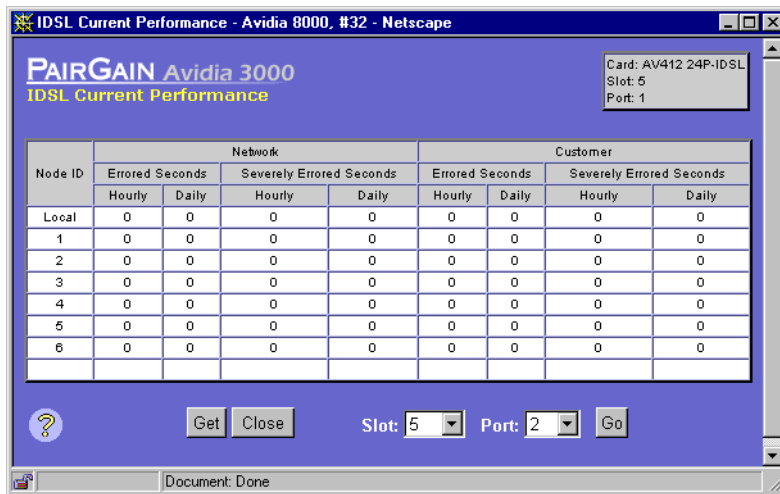 IDSL Current Performance - Avidia 8000, #32 - Netscape
PAIRGAIN Avidia 3000
IDSL Current Performance
Card: AV412 24P-IDSL
Slot: 5
Port: 1
Node ID Network Customer
Errored Seconds Severely Errored Seconds Errored Seconds Severely Errored Seconds
Hourly Daily Hourly Daily Hourly Daily Hourly Daily
Local 0 0 0 0 0 0 0 0
1 0 0 0 0 0 0 0 0
2 0 0 0 0 0 0 0 0
3 0 0 0 0 0 0 0 0
4 0 0 0 0 0 0 0 0
5 0 0 0 0 0 0 0 0
6 0 0 0 0 0 0 0 0
? Get Close Slot: 5 Port: 2 Go
Document: Done